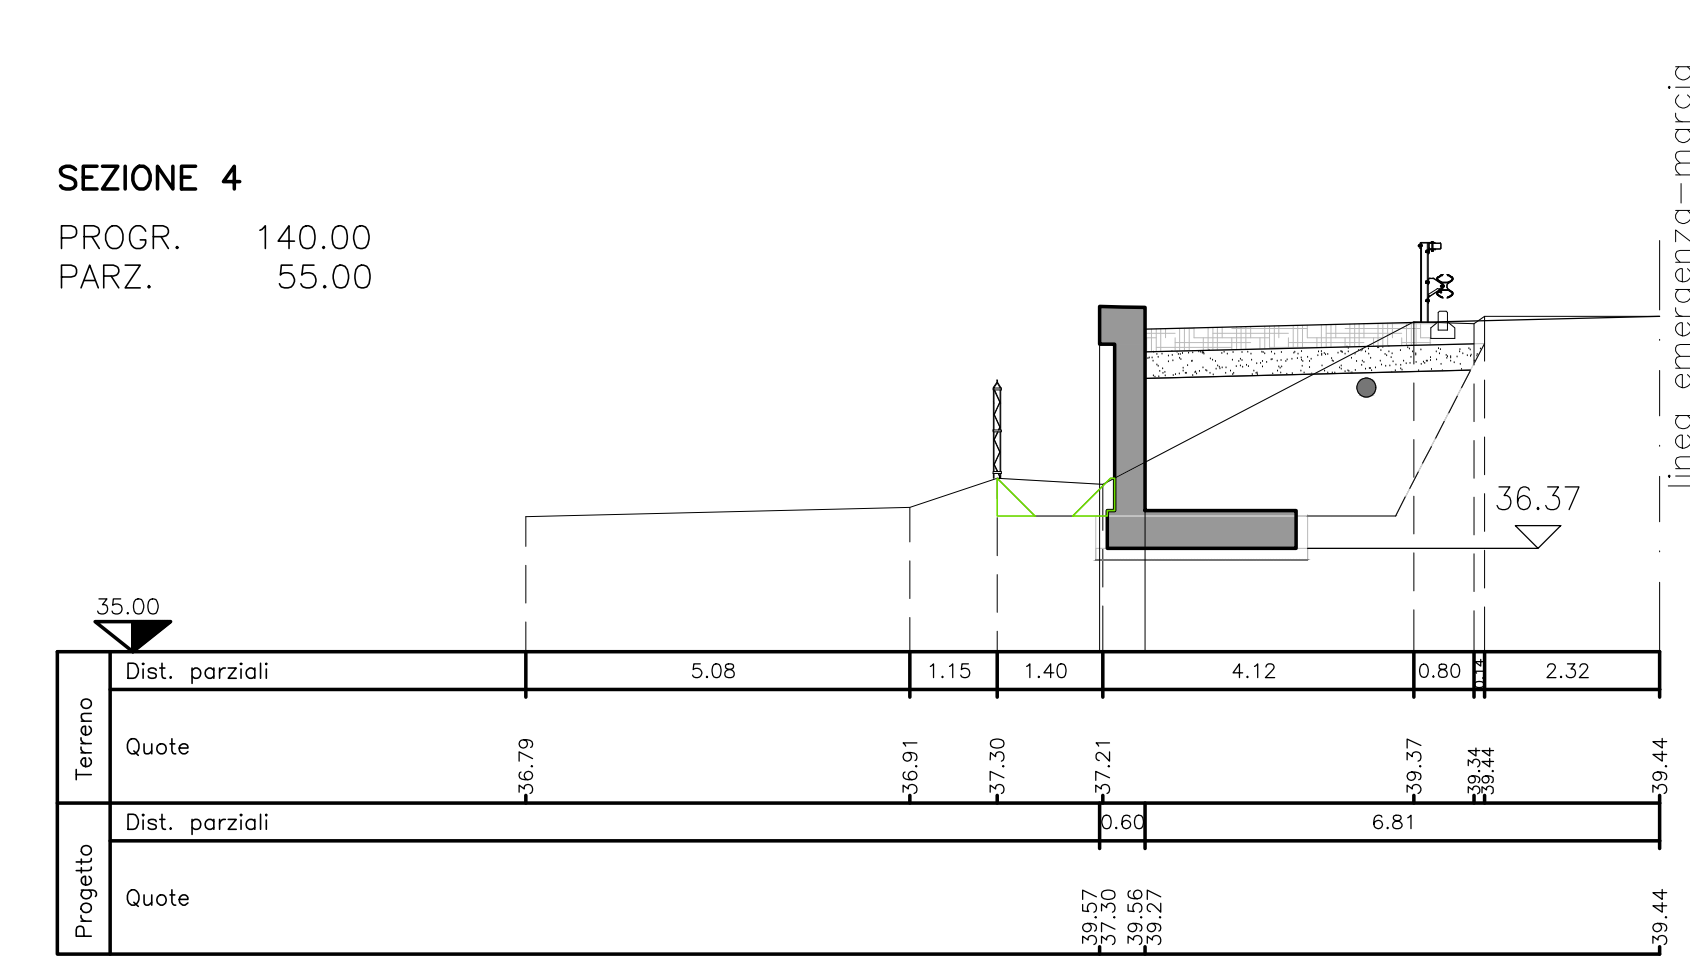 SEZIONE 4
PROGR. 140.00
PARZ. 55.00
linea emergenza-marcia
36.37
35.00
Terreno
Dist. parziali 5.08 1.15 1.40 4.12 0.80 0.14 2.32
Quote 36.79 36.91 37.30 37.21 39.37 39.34 39.44 39.44
Progetto
Dist. parziali 0.60 6.81
Quote 39.57 37.30 39.56 39.27 39.44